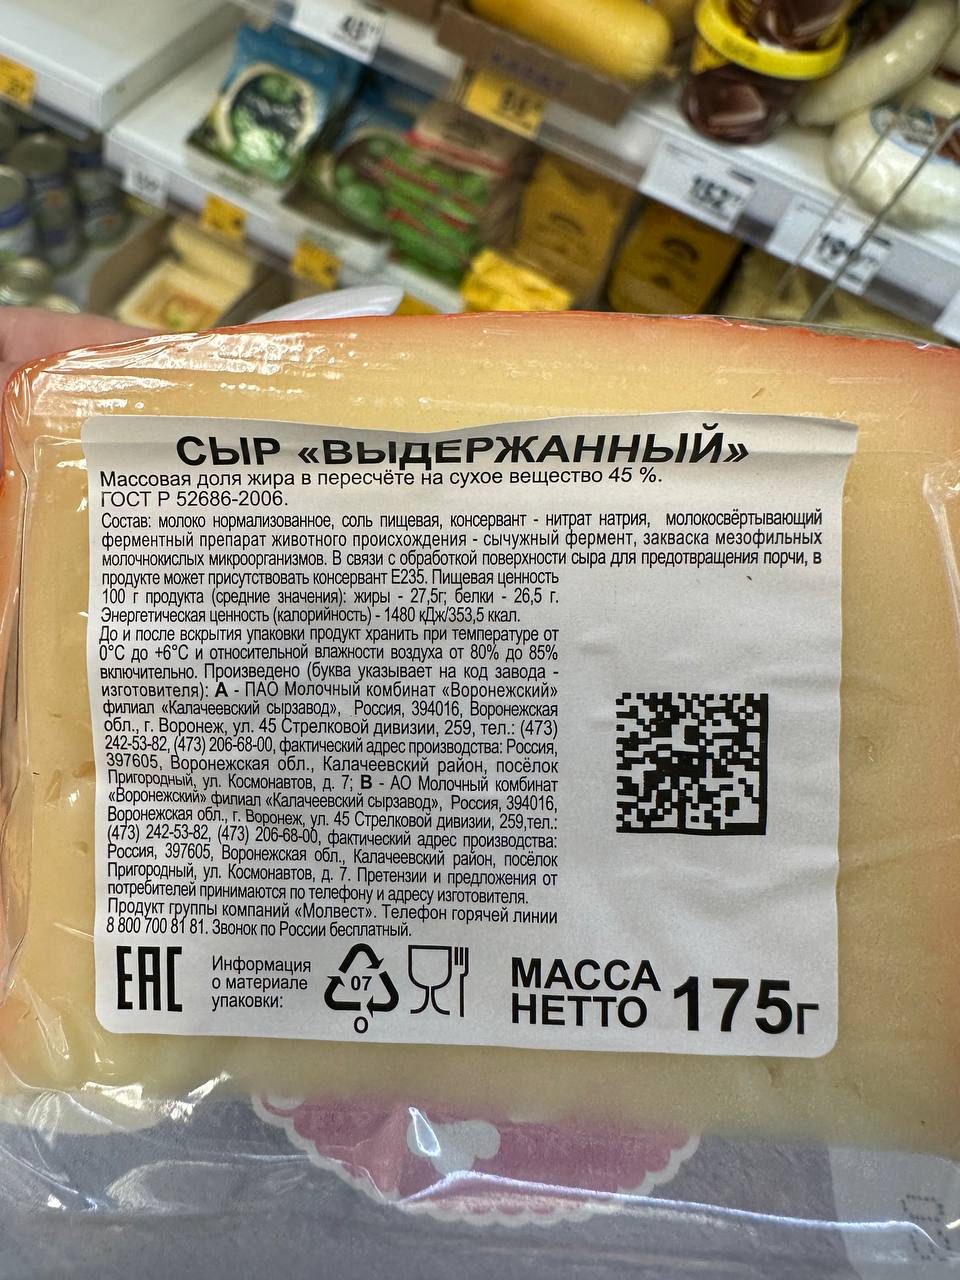 48
152
СЫР «ВЫДЕРЖАННЫЙ»
Массовая доля жира в пересчёте на сухое вещество 45 %.
ГОСТ Р 52686-2006.
Состав: молоко нормализованное, соль пищевая, консервант - нитрат натрия, молокосвёртывающий
ферментный препарат животного происхождения - сычужный фермент, закваска мезофильных
молочнокислых микроорганизмов. В связи с обработкой поверхности сыра для предотвращения порчи, в
продукте может присутствовать консервант Е235. Пищевая ценность
100 г продукта (средние значения): жиры - 27,5г; белки - 26,5 г.
Энергетическая ценность (калорийность) - 1480 кДж/353,5 ккал.
До и после вскрытия упаковки продукт хранить при температуре от
0°С до +6°С и относительной влажности воздуха от 80% до 85%
включительно. Произведено (буква указывает на код завода -
изготовителя): А - ПАО Молочный комбинат «Воронежский»
филиал «Калачеевский сырзавод», Россия, 394016, Воронежская
обл., г. Воронеж, ул. 45 Стрелковой дивизии, 259, тел.: (473)
242-53-82, (473) 206-68-00, фактический адрес производства: Россия,
397605, Воронежская обл., Калачеевский район, посёлок
Пригородный, ул. Космонавтов, д. 7; В - АО Молочный комбинат
«Воронежский» филиал «Калачеевский сырзавод», Россия, 394016,
Воронежская обл., г. Воронеж, ул. 45 Стрелковой дивизии, 259,тел.:
(473) 242-53-82, (473) 206-68-00, фактический адрес производства:
Россия, 397605, Воронежская обл., Калачеевский район, посёлок
Пригородный, ул. Космонавтов, д. 7. Претензии и предложения от
потребителей принимаются по телефону и адресу изготовителя.
Продукт группы компаний «Молвест». Телефон горячей линии
8 800 700 81 81. Звонок по России бесплатный.
ЕАС
Информация
о материале
упаковки:
07
О
МАССА
НЕТТО 175г